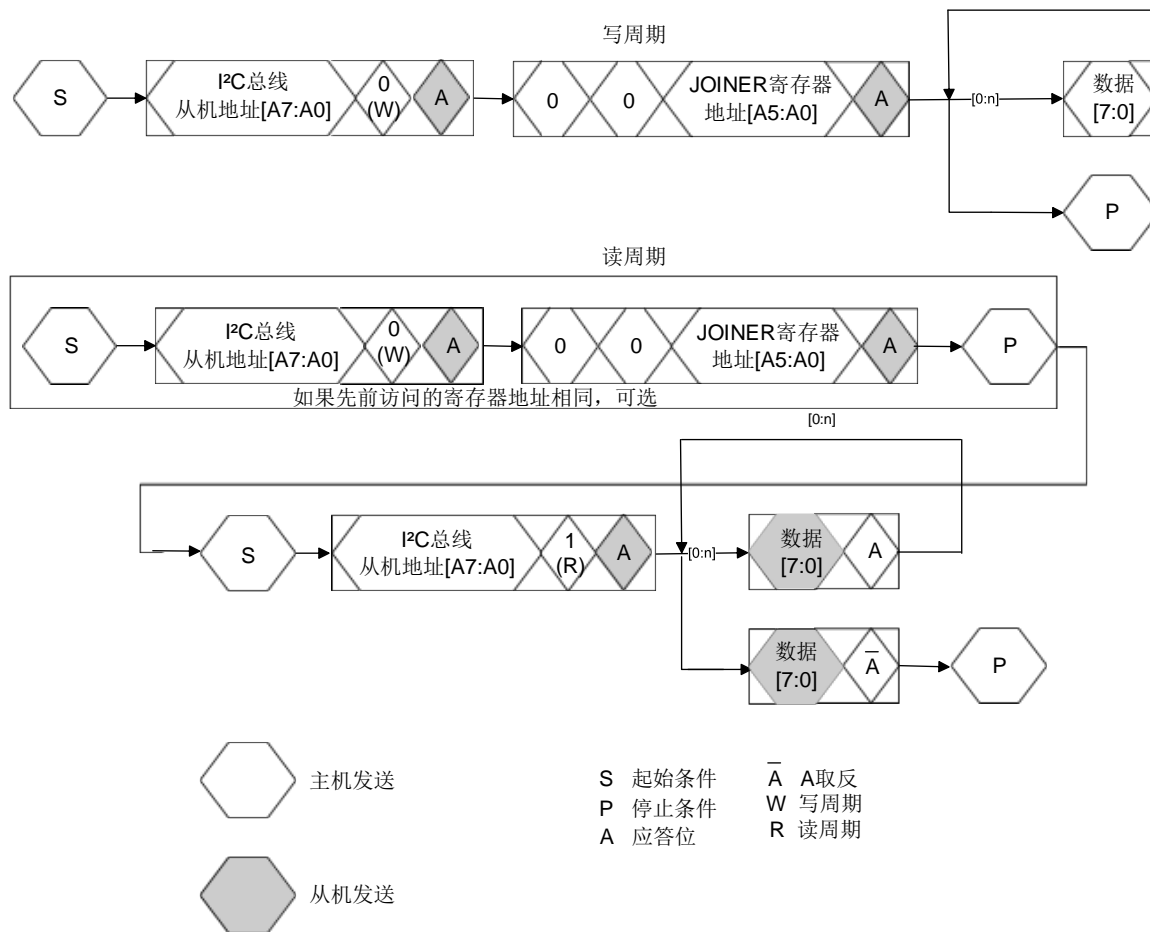 写周期
S
I²C总线
从机地址[A7:A0]
0
(W)
A
0
0
JOINER寄存器
地址[A5:A0]
A
[0:n]
数据
[7:0]
P
读周期
S
I²C总线
从机地址[A7:A0]
0
(W)
A
0
0
JOINER寄存器
地址[A5:A0]
A
P
如果先前访问的寄存器地址相同，可选
[0:n]
S
I²C总线
从机地址[A7:A0]
1
(R)
A
[0:n]
数据
[7:0]
A
数据
[7:0]
A̅
P
主机发送
S 起始条件
A̅ A取反
P 停止条件
W 写周期
A 应答位
R 读周期
从机发送